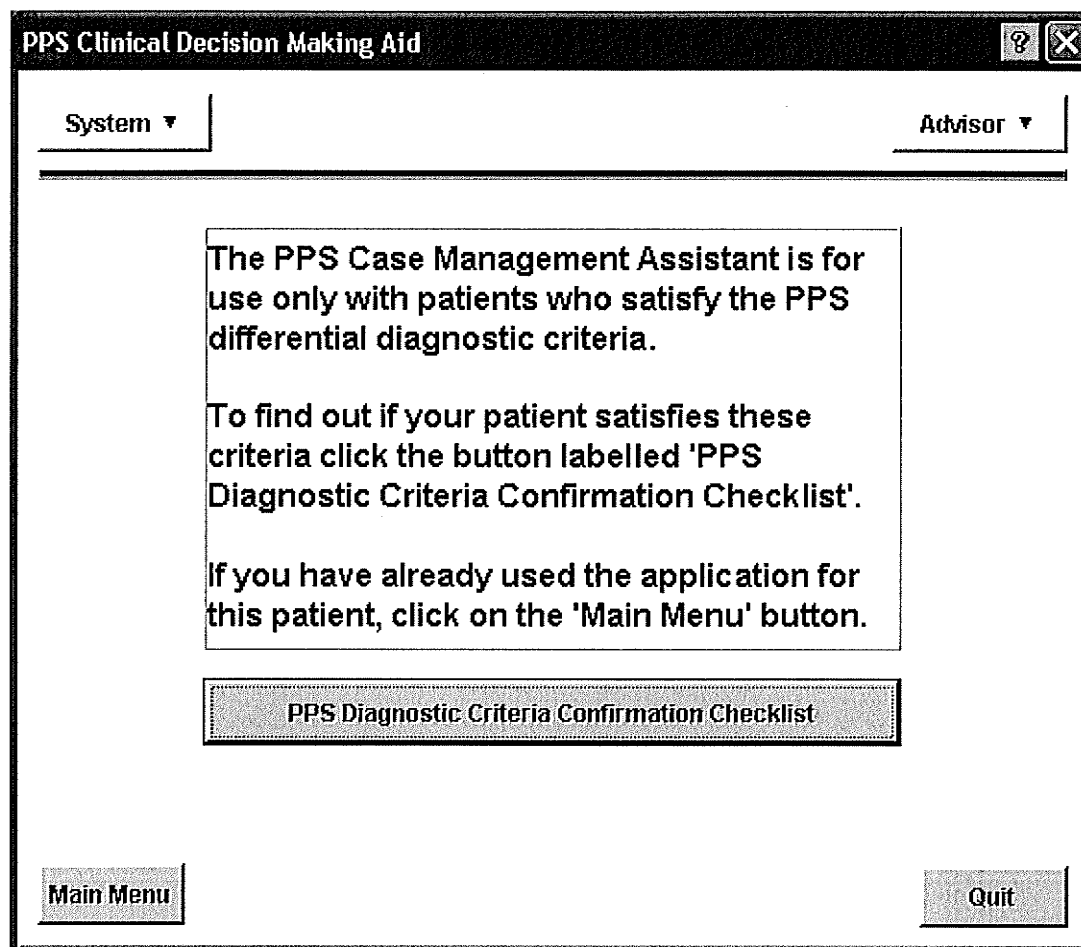 PPS Clinical Decision Making Aid
System ▼
Advisor ▼
The PPS Case Management Assistant is for
use only with patients who satisfy the PPS
differential diagnostic criteria.
To find out if your patient satisfies these
criteria click the button labelled 'PPS
Diagnostic Criteria Confirmation Checklist'.
If you have already used the application for
this patient, click on the 'Main Menu' button.
PPS Diagnostic Criteria Confirmation Checklist
Main Menu
Quit